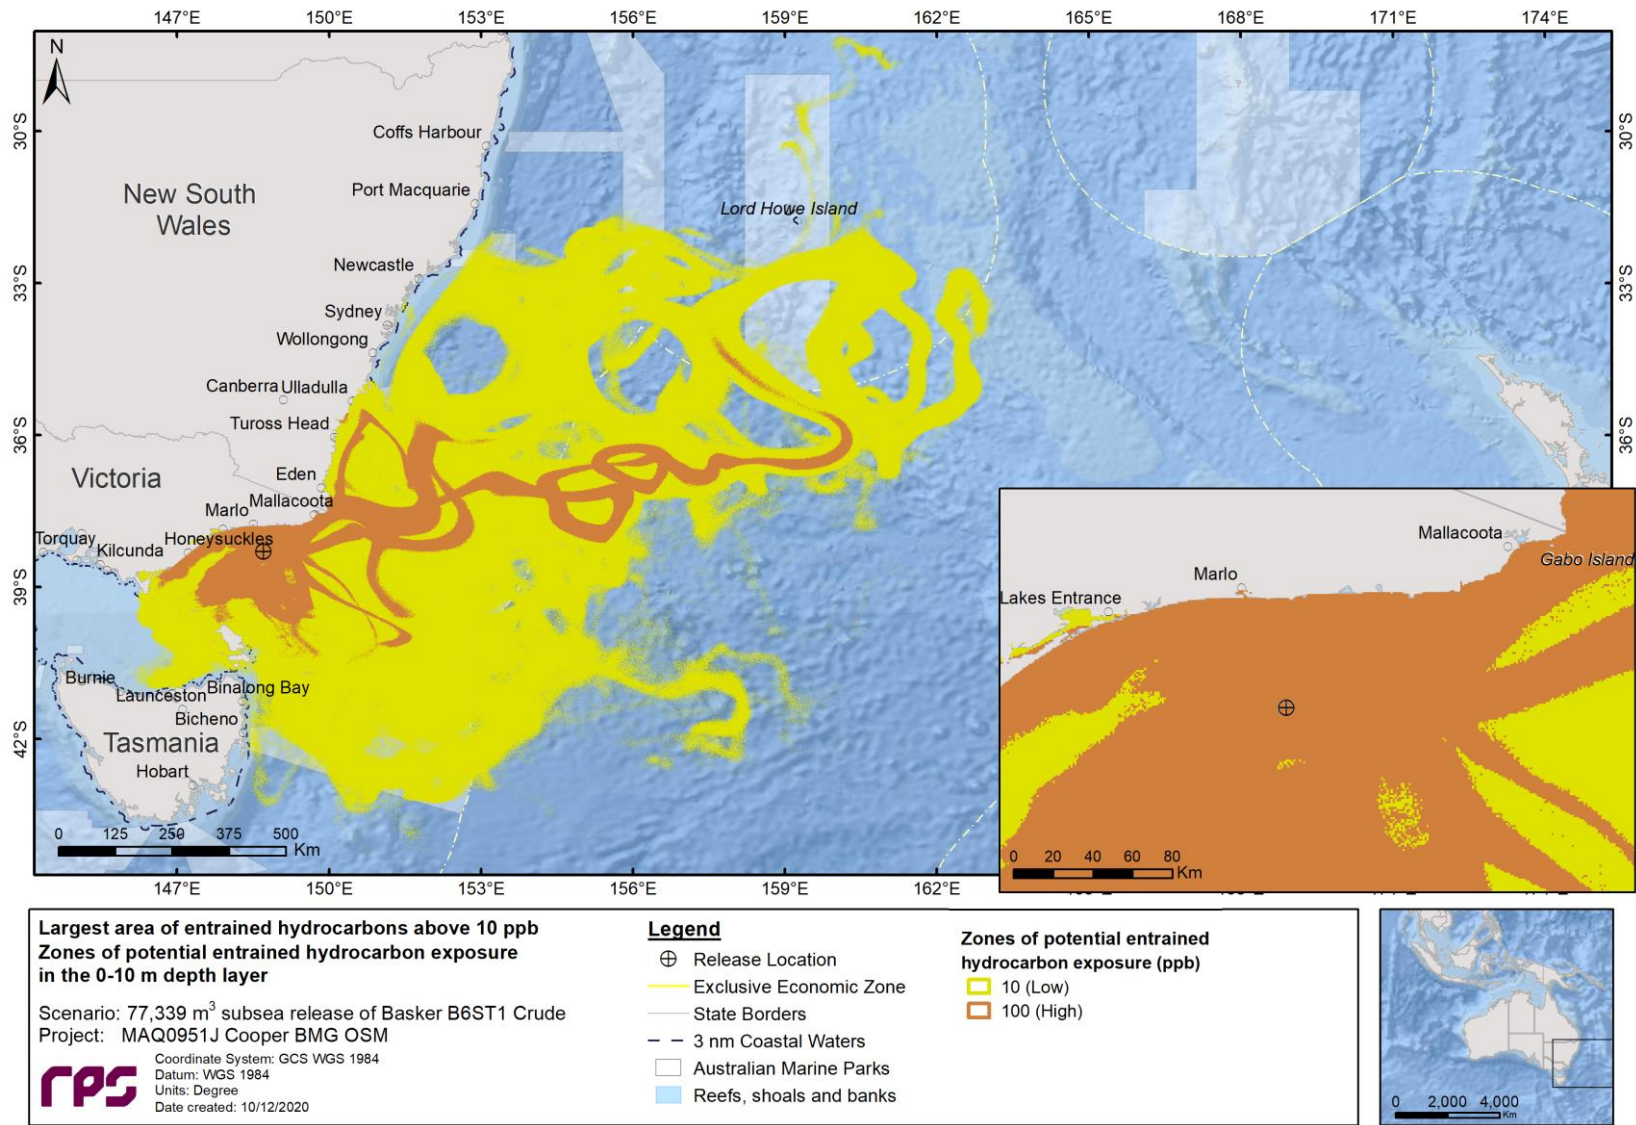 147°E 150°E 153°E 156°E 159°E 162°E 165°E 168°E 171°E 174°E
N
30°S
30°S
Coffs Harbour
Port Macquarie
New South
Wales
Lord Howe Island
Newcastle
33°S
33°S
Sydney
Wollongong
Canberra
Ulladulla
Tuross Head
36°S
36°S
Victoria
Eden
Mallacoota
Marlo
Honeysuckles
Torquay
Kilcunda
39°S
Burnie
Launceston
Binalong Bay
Bicheno
Tasmania
42°S
Hobart
0 125 250 375 500
Km
Mallacoota
Gabo Island
Marlo
Lakes Entrance
0 20 40 60 80
Km
147°E 150°E 153°E 156°E 159°E 162°E
Largest area of entrained hydrocarbons above 10 ppb
Zones of potential entrained hydrocarbon exposure
in the 0-10 m depth layer
Scenario: 77,339 m³ subsea release of Basker B6ST1 Crude
Project: MAQ0951J Cooper BMG OSM
rps
Coordinate System: GCS WGS 1984
Datum: WGS 1984
Units: Degree
Date created: 10/12/2020
Legend
Release Location
Exclusive Economic Zone
State Borders
3 nm Coastal Waters
Australian Marine Parks
Reefs, shoals and banks
Zones of potential entrained
hydrocarbon exposure (ppb)
10 (Low)
100 (High)
0 2,000 4,000
Km